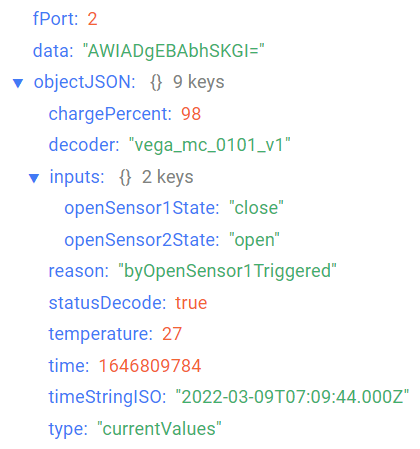 fPort: 2
data: "AWIADgEBAbhSKGI="
objectJSON: {} 9 keys
chargePercent: 98
decoder: "vega_mc_0101_v1"
inputs: {} 2 keys
openSensor1State: "close"
openSensor2State: "open"
reason: "byOpenSensor1Triggered"
statusDecode: true
temperature: 27
time: 1646809784
timeStringISO: "2022-03-09T07:09:44.000Z"
type: "currentValues"